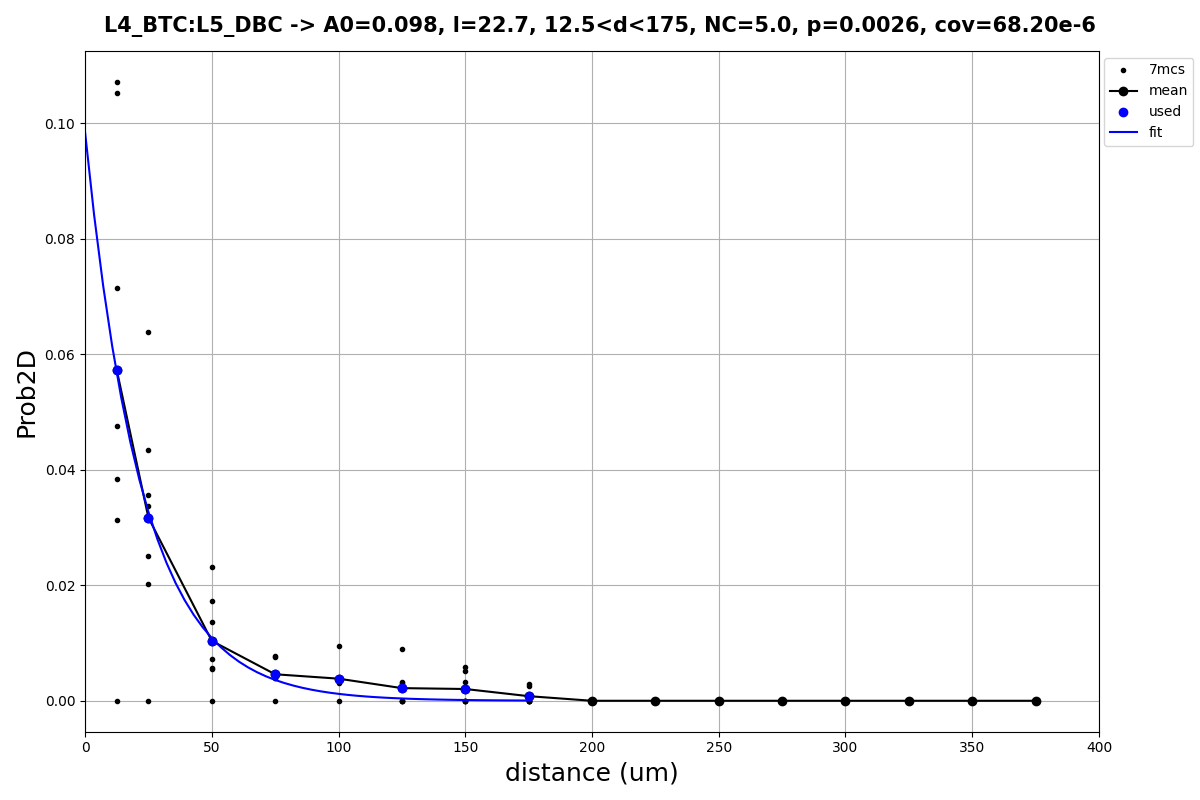 L4_BTC:L5_DBC -> A0=0.098, l=22.7, 12.5<d<175, NC=5.0, p=0.0026, cov=68.20e-6
7mcs
mean
used
fit
0.10
0.08
0.06
0.04
0.02
0.00
Prob2D
0 50 100 150 200 250 300 350 400
distance (um)